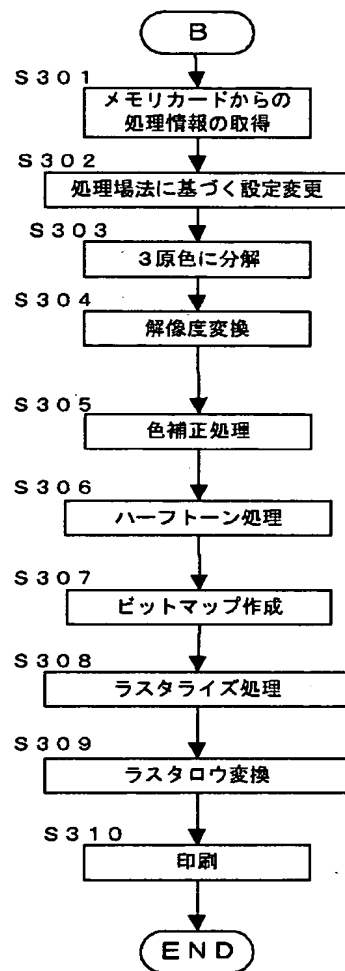 B
S301
メモリカードからの
処理情報の取得
S302
処理場法に基づく設定変更
S303
3原色に分解
S304
解像度変換
S305
色補正処理
S306
ハーフトーン処理
S307
ビットマップ作成
S308
ラスタライズ処理
S309
ラスタロウ変換
S310
印刷
END